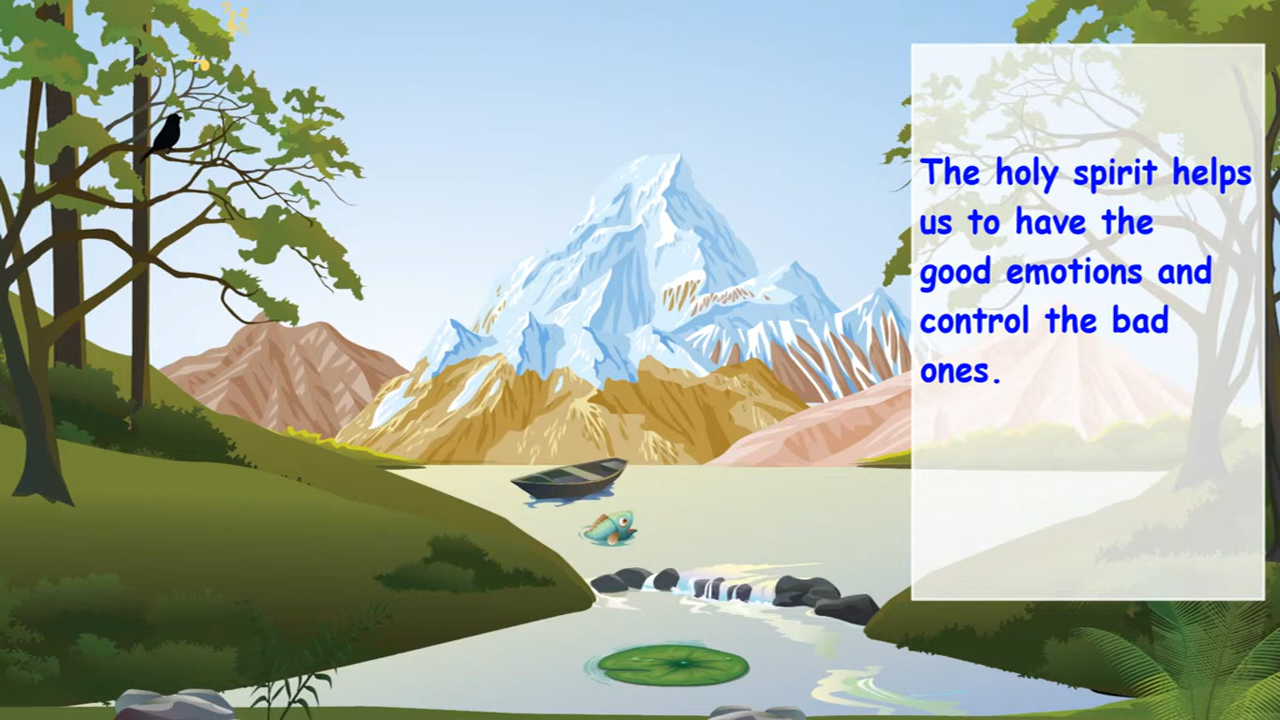 The holy spirit helps
us to have the
good emotions and
control the bad
ones.